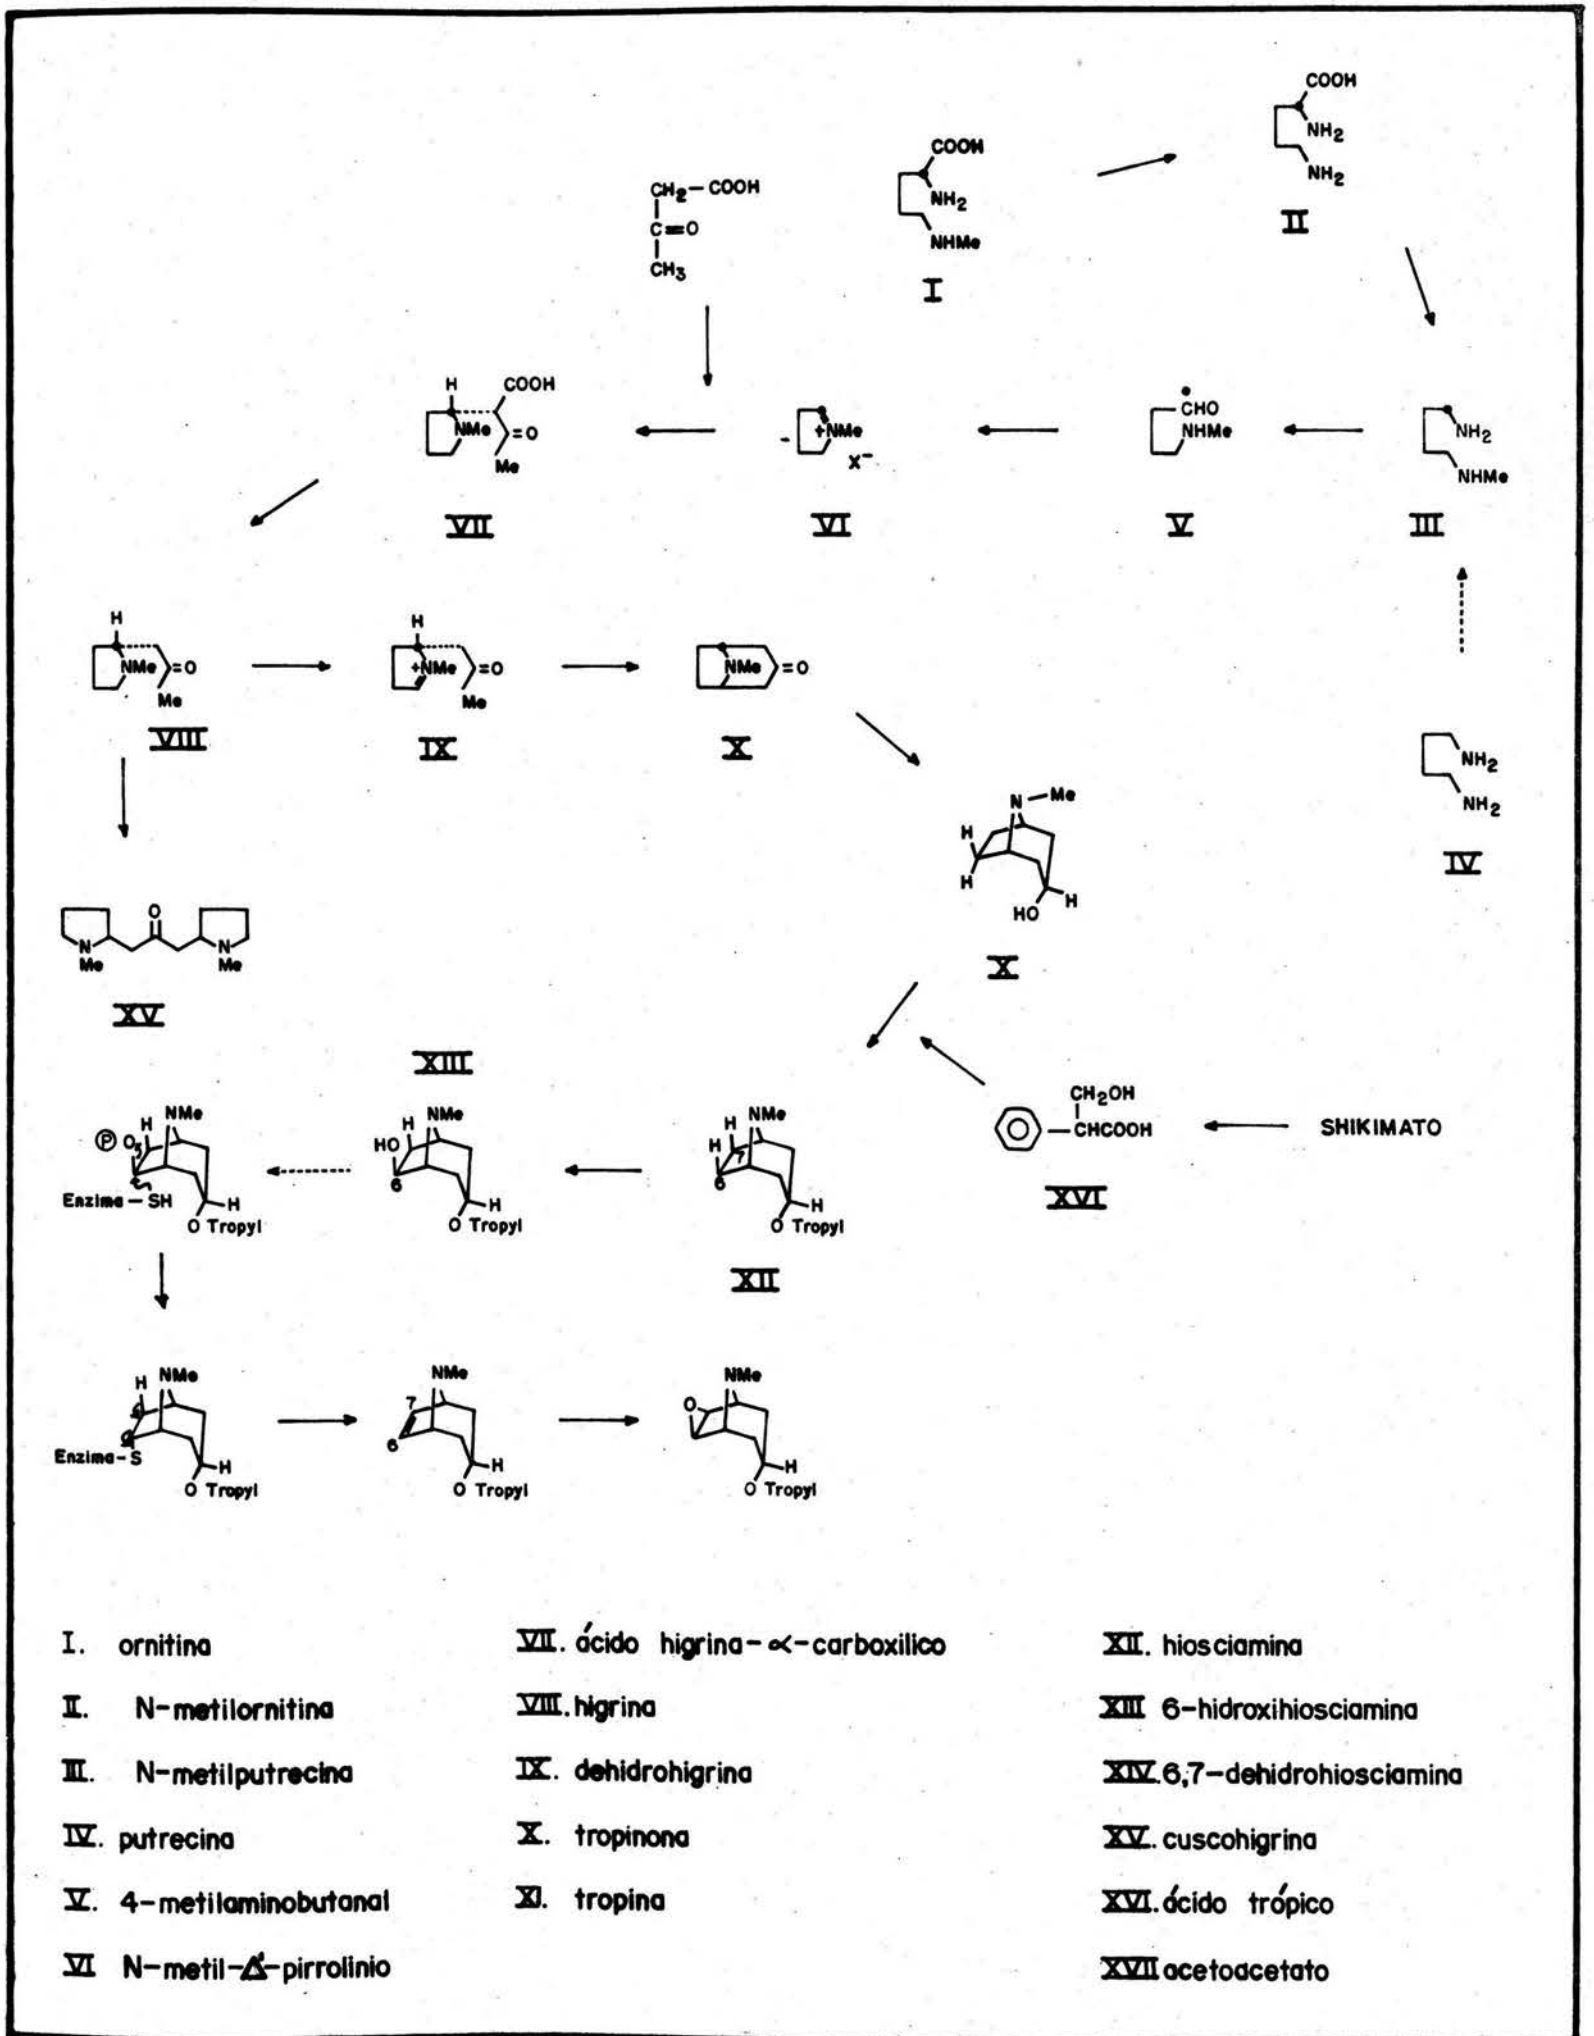 COOH
NH2
NH2
II
COOH
NH2
NHMe
I
CH2–COOH
C=O
CH3
H COOH
NMe =O
Me
VII
- +NMe
X–
VI
CHO
NHMe
V
NH2
NHMe
III
H
NMe =O
Me
VIII
H
+NMe =O
Me
IX
NMe =O
X
NH2
NH2
IV
N–Me
H
H
HO H
X
O
N N
Me Me
XV
XIII
H NMe
P O3
Enzima–SH
H
O Tropyl
H NMe
HO
6
H
O Tropyl
H NMe
H
7
6
H
O Tropyl
XII
CH2OH
–CHCOOH
XVI
SHIKIMATO
H NMe
Enzima-S
H
O Tropyl
NMe
7
6
H
O Tropyl
NMe
O
H
O Tropyl
I. ornitina
II. N-metilornitina
III. N-metilputrecina
IV. putrecina
V. 4-metilaminobutanal
VI N-metil-Δ'-pirrolinio
VII. ácido higrina-α-carboxilico
VIII. higrina
IX. dehidrohigrina
X. tropinona
XI. tropina
XII. hiosciamina
XIII 6-hidroxihiosciamina
XIV. 6,7-dehidrohiosciamina
XV. cuscohigrina
XVI. ácido trópico
XVII acetoacetato